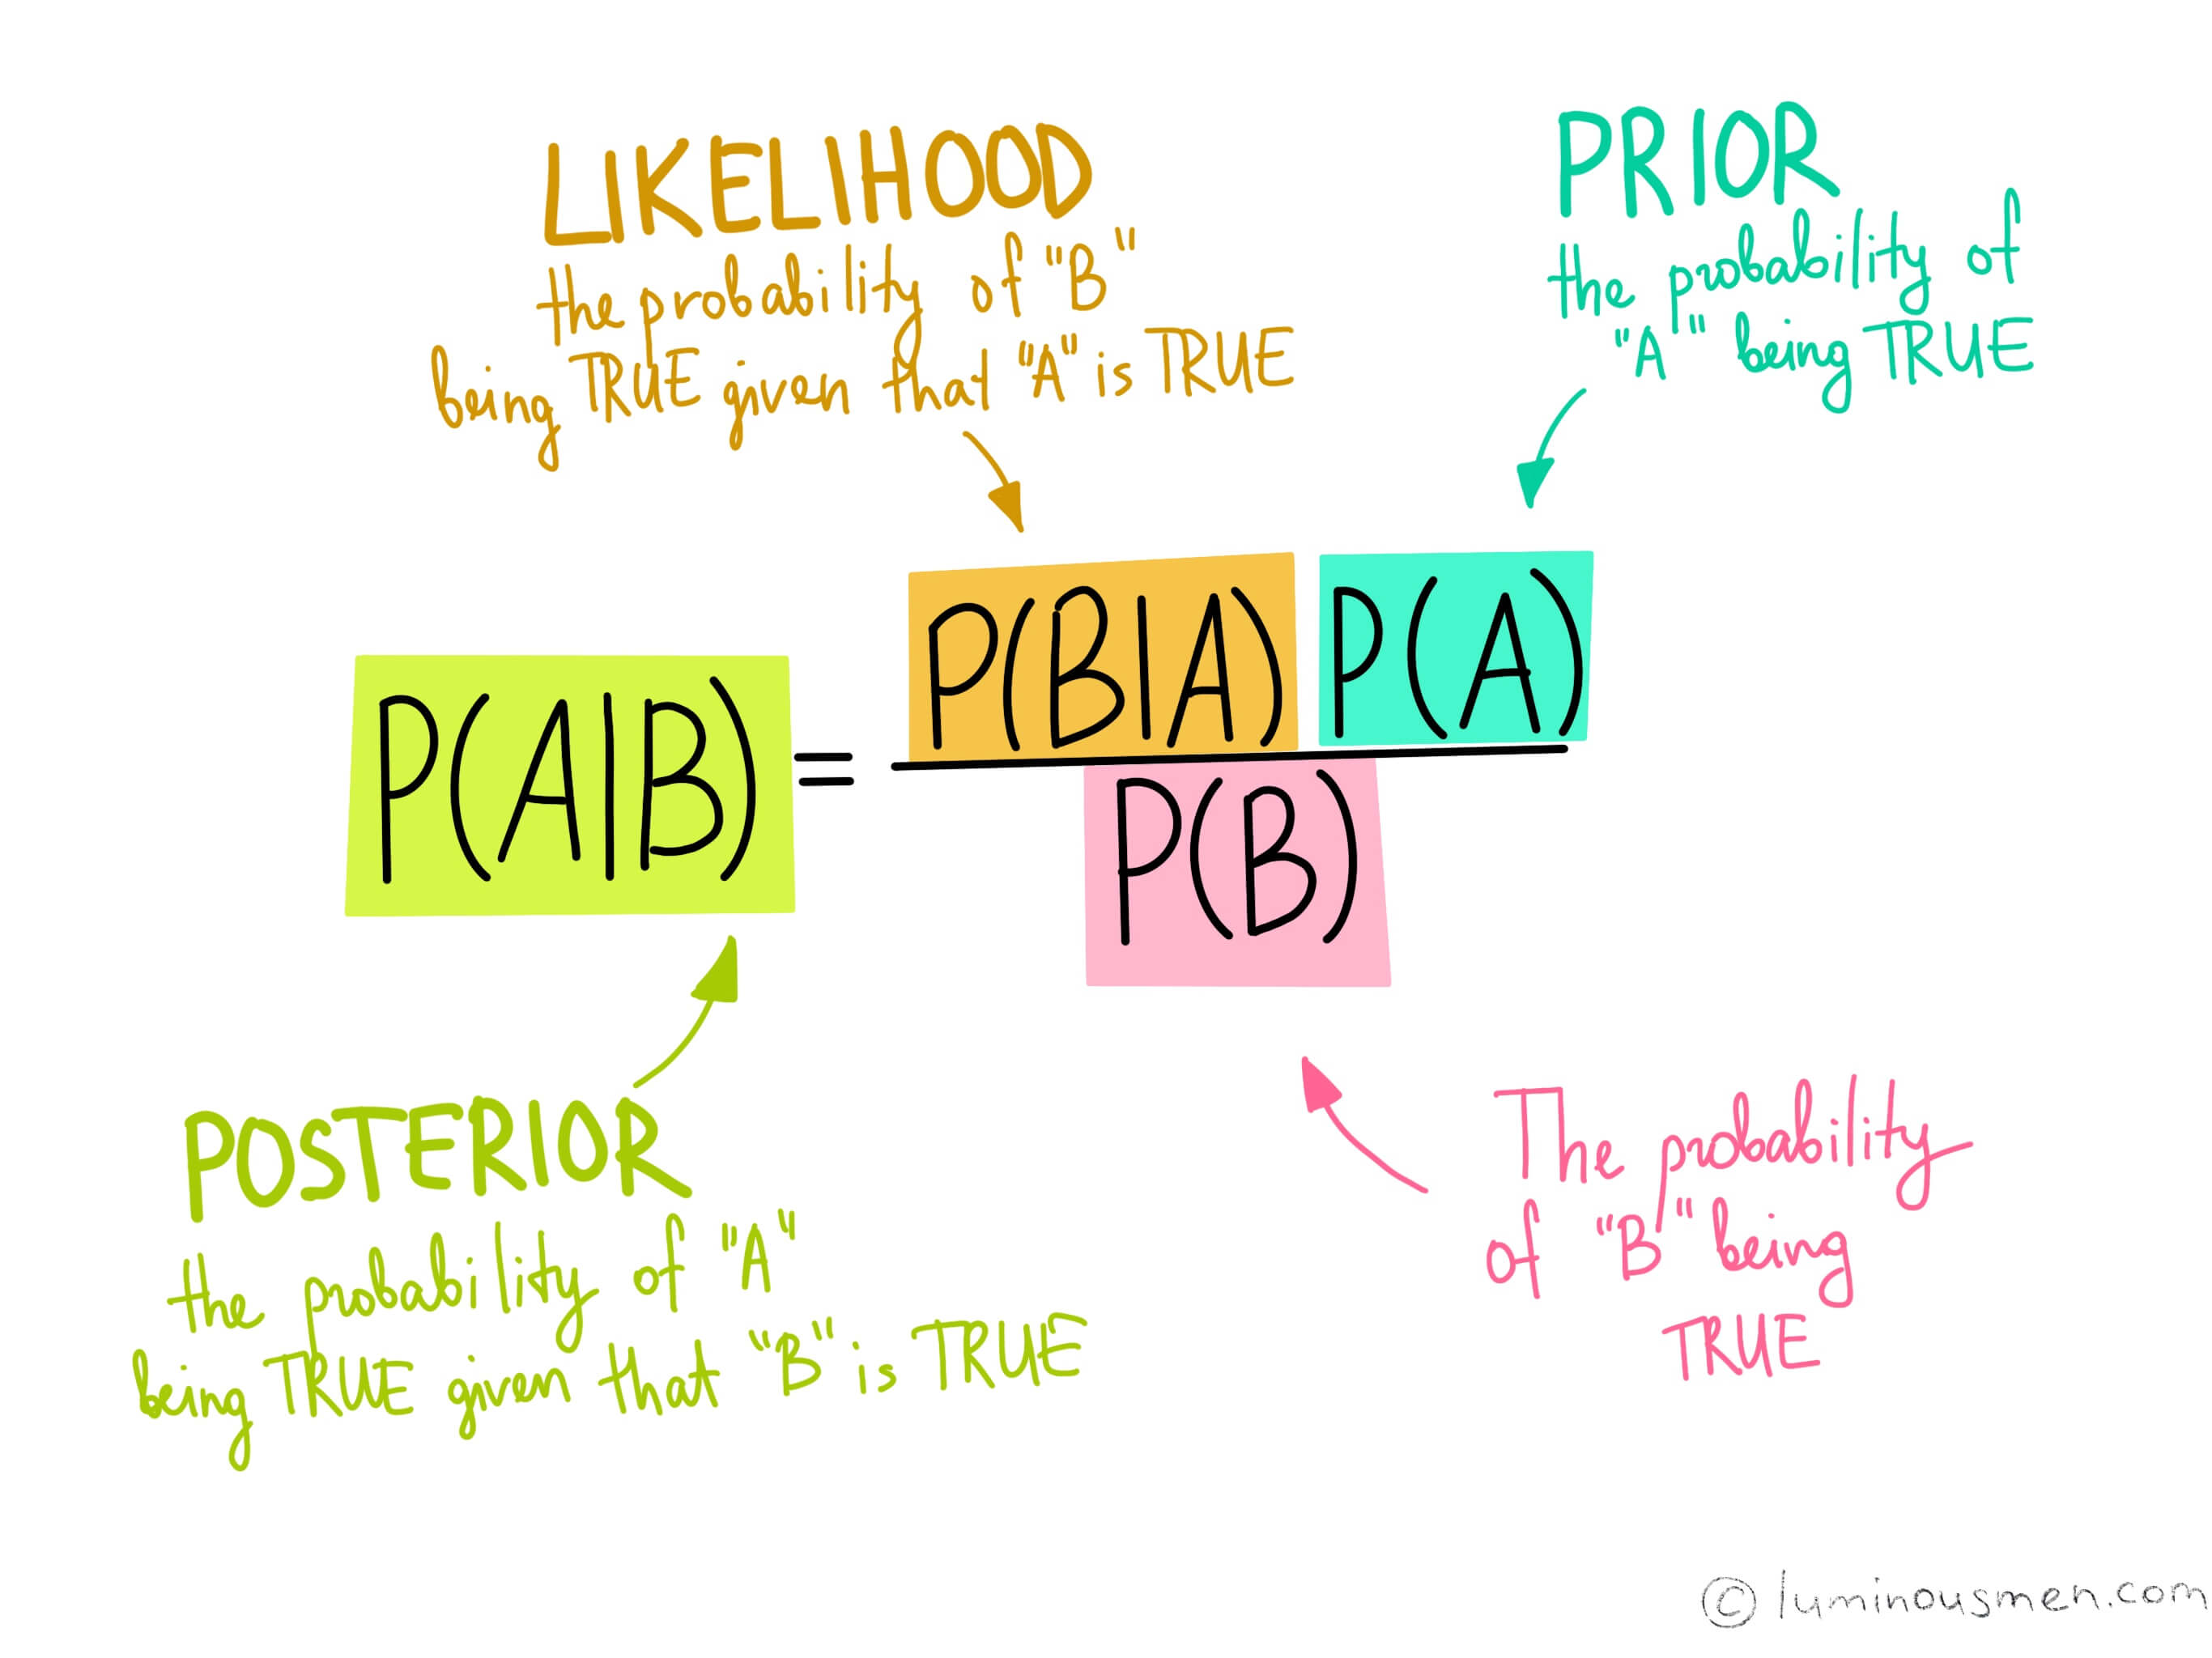 LIKELIHOOD
the probability of "B"
being TRUE given that "A" is TRUE
PRIOR
the probability of
"A" being TRUE
P(A|B) = P(B|A) P(A)
P(B)
POSTERIOR
the probability of "A"
being TRUE given that "B" is TRUE
The probability
of "B" being
TRUE
© luminousmen.com